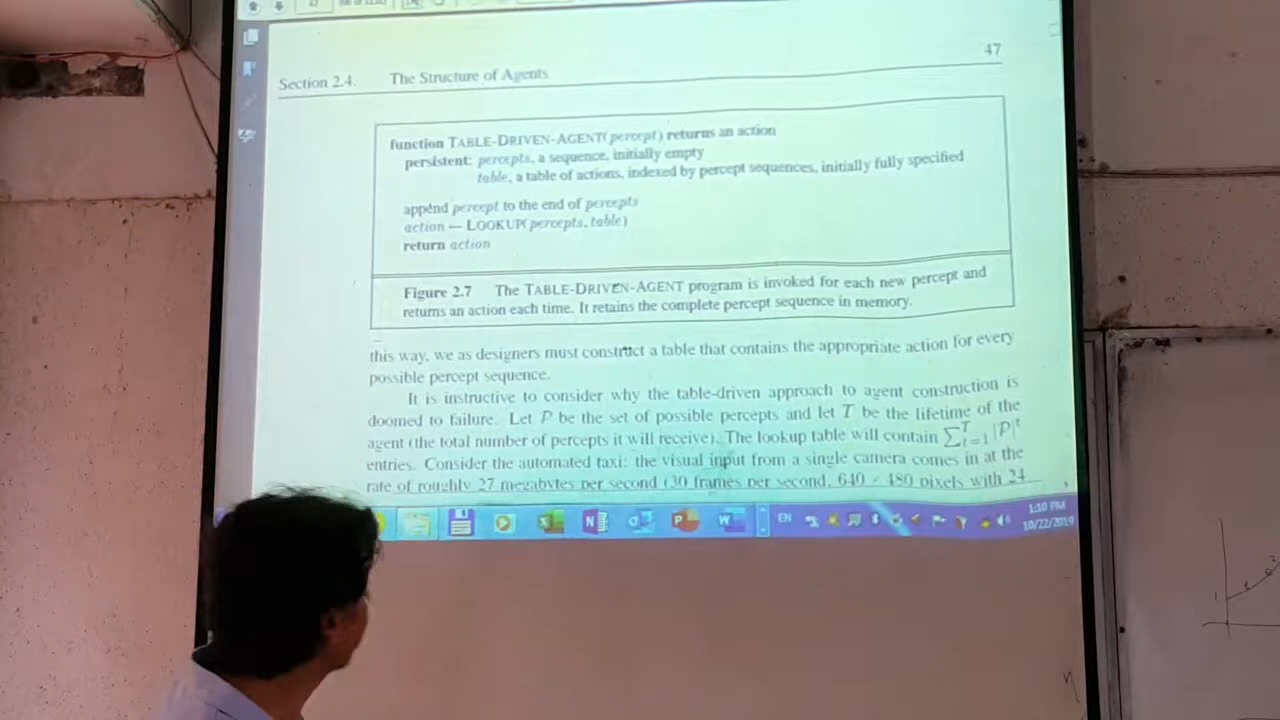 47
Section 2.4. The Structure of Agents
function TABLE-DRIVEN-AGENT(percept) returns an action
persistent: percepts, a sequence, initially empty
table, a table of actions, indexed by percept sequences, initially fully specified
append percept to the end of percepts
action ← LOOKUP(percepts, table)
return action
Figure 2.7 The TABLE-DRIVEN-AGENT program is invoked for each new percept and
returns an action each time. It retains the complete percept sequence in memory.
this way, we as designers must construct a table that contains the appropriate action for every
possible percept sequence.
It is instructive to consider why the table-driven approach to agent construction is
doomed to failure. Let P be the set of possible percepts and let T be the lifetime of the
agent (the total number of percepts it will receive). The lookup table will contain ∑ᵀₜ₌₁ |P|ᵗ
entries. Consider the automated taxi: the visual input from a single camera comes in at the
rate of roughly 27 megabytes per second (30 frames per second, 640 × 480 pixels with 24
EN
1:10 PM
10/22/2019